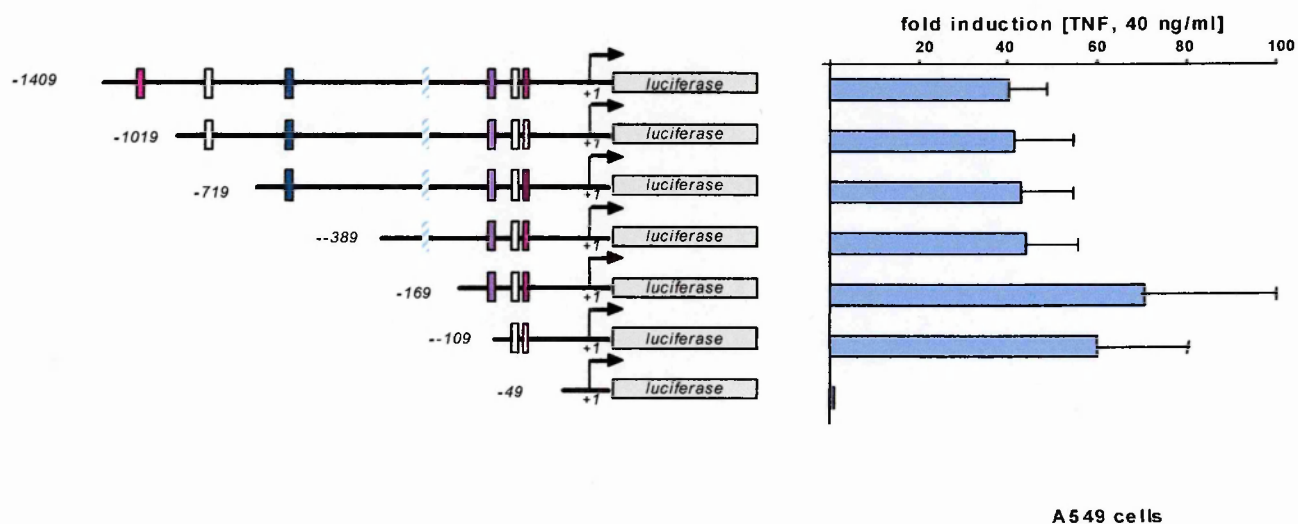 fold induction [TNF, 40 ng/ml]
20 40 60 80 100
-1409 +1 luciferase
-1019 +1 luciferase
-719 +1 luciferase
--389 +1 luciferase
-169 +1 luciferase
--109 +1 luciferase
-49 +1 luciferase
A549 cells